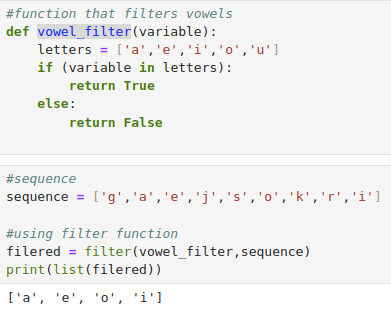 #function that filters vowels
def vowel_filter(variable):
    letters = ['a','e','i','o','u']
    if (variable in letters):
        return True
    else:
        return False
#sequence
sequence = ['g','a','e','j','s','o','k','r','i']
#using filter function
filered = filter(vowel_filter,sequence)
print(list(filered))
['a', 'e', 'o', 'i']